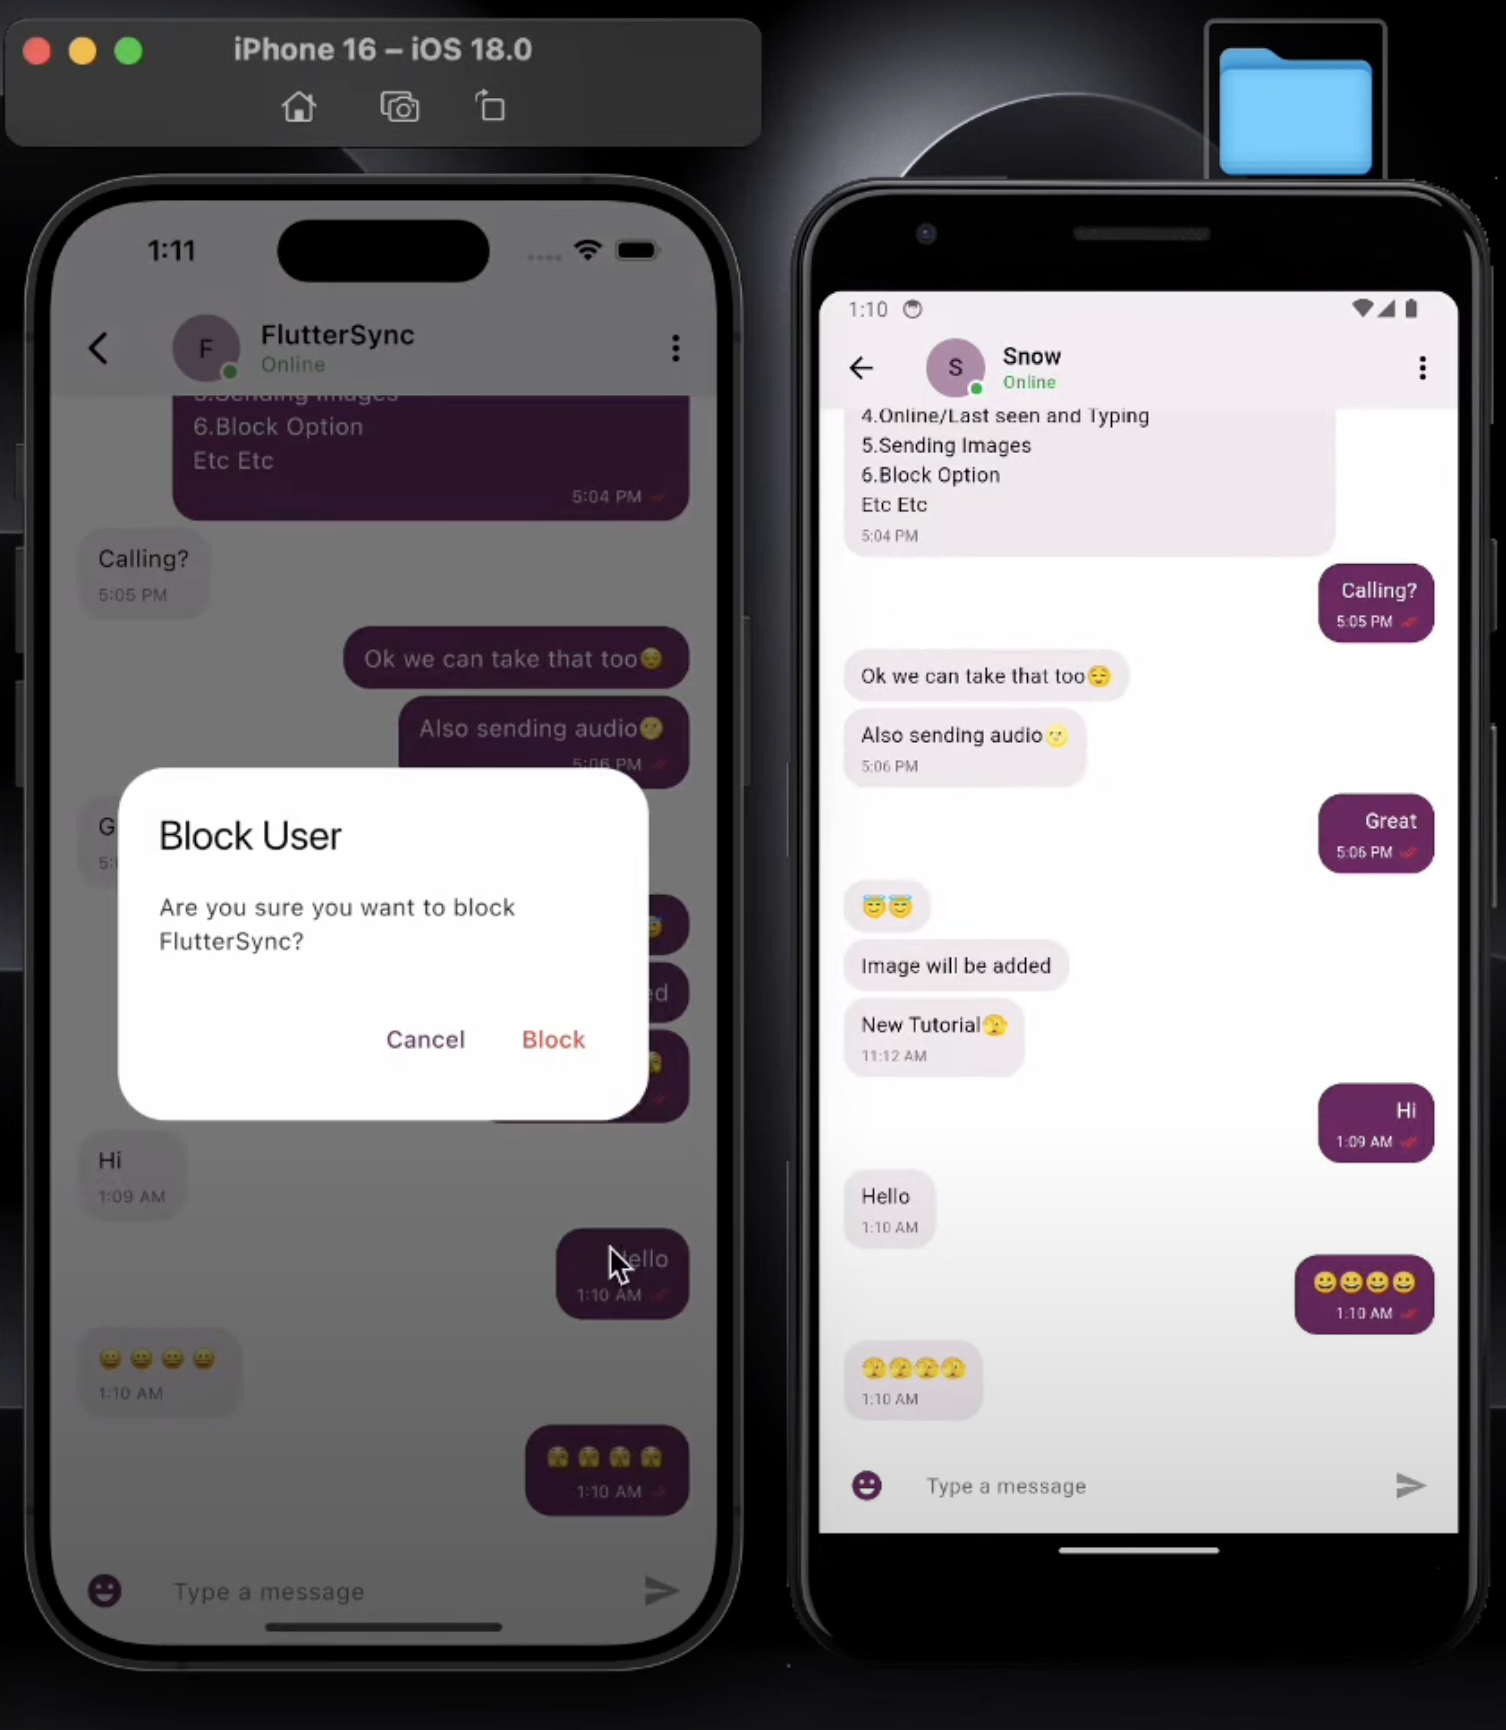 iPhone 16 – iOS 18.0
1:11
F
FlutterSync
Online
5.Sending Images
6.Block Option
Etc Etc
5:04 PM
Calling?
5:05 PM
Ok we can take that too😌
Also sending audio🌝
5:06 PM
G
5:
ed
Block User
Are you sure you want to block
FlutterSync?
Cancel
Block
Hi
1:09 AM
ello
1:10 AM
😀😀😀😀
1:10 AM
🫣🫣🫣🫣
1:10 AM
Type a message
1:10
S
Snow
Online
4.Online/Last seen and Typing
5.Sending Images
6.Block Option
Etc Etc
5:04 PM
Calling?
5:05 PM
Ok we can take that too😌
Also sending audio🌝
5:06 PM
Great
5:06 PM
😇😇
Image will be added
New Tutorial🫣
11:12 AM
Hi
1:09 AM
Hello
1:10 AM
😀😀😀😀
1:10 AM
🫣🫣🫣🫣
1:10 AM
Type a message